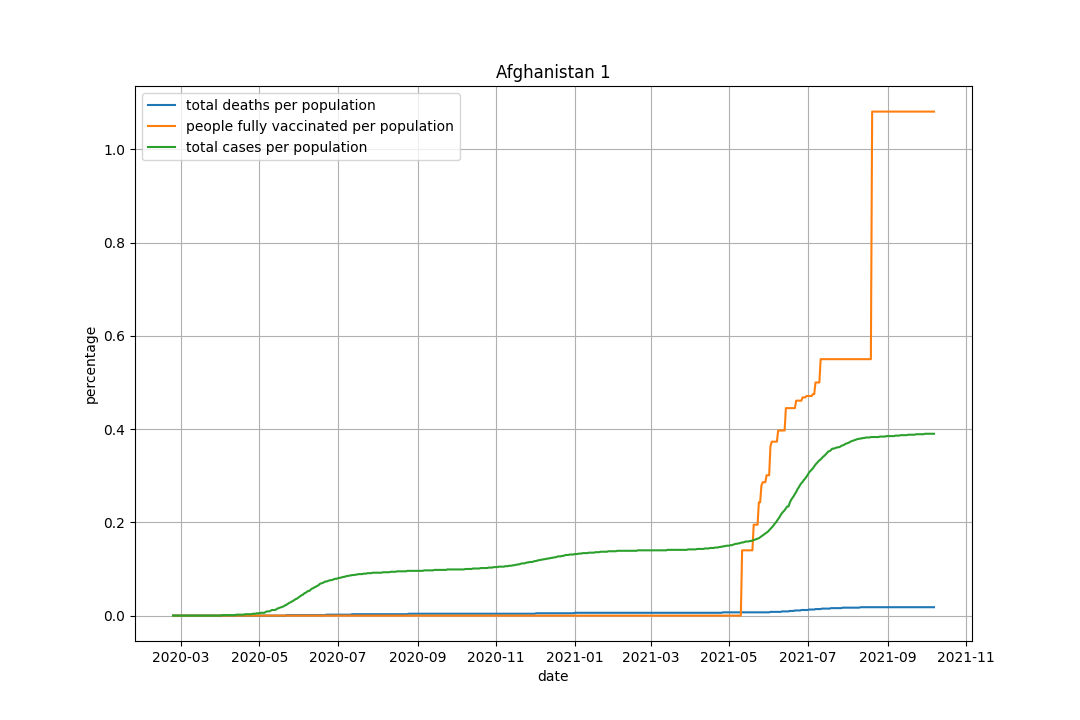 Afghanistan 1
total deaths per population
people fully vaccinated per population
total cases per population
1.0
0.8
0.6
0.4
0.2
0.0
percentage
2020-03 2020-05 2020-07 2020-09 2020-11 2021-01 2021-03 2021-05 2021-07 2021-09 2021-11
date